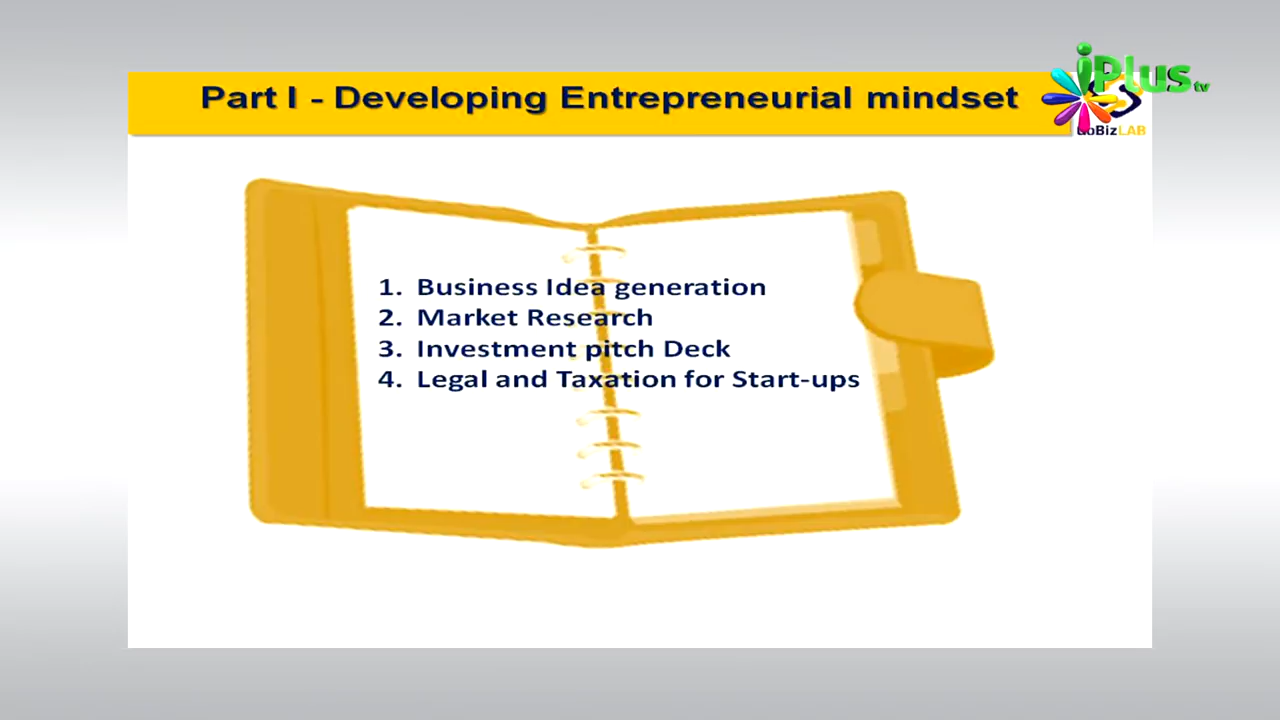 Part I - Developing Entrepreneurial mindset
iPlus tv
GoBizLAB
1. Business Idea generation
2. Market Research
3. Investment pitch Deck
4. Legal and Taxation for Start-ups